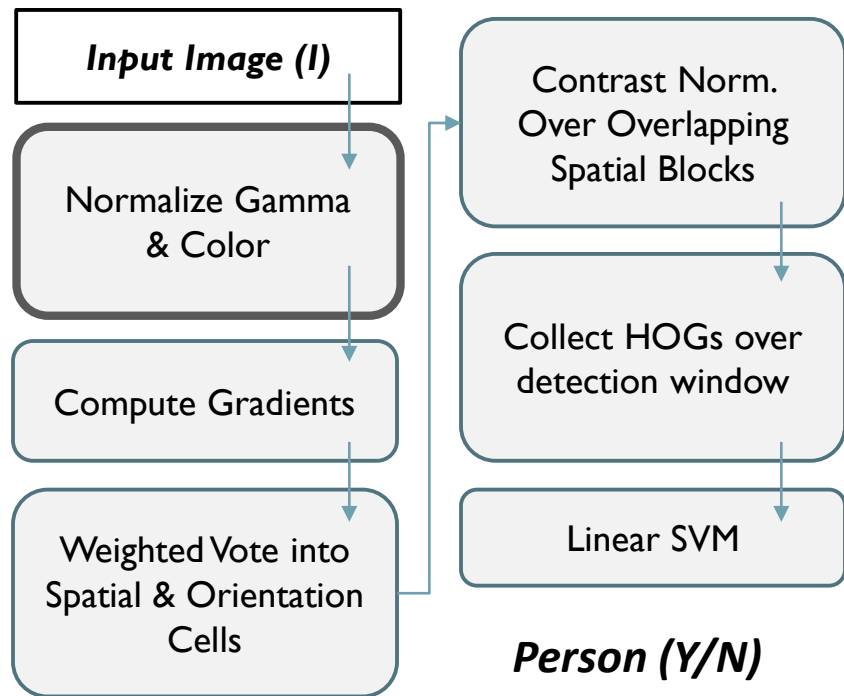 Input Image (I)
Normalize Gamma
& Color
Compute Gradients
Weighted Vote into
Spatial & Orientation
Cells
Contrast Norm.
Over Overlapping
Spatial Blocks
Collect HOGs over
detection window
Linear SVM
Person (Y/N)